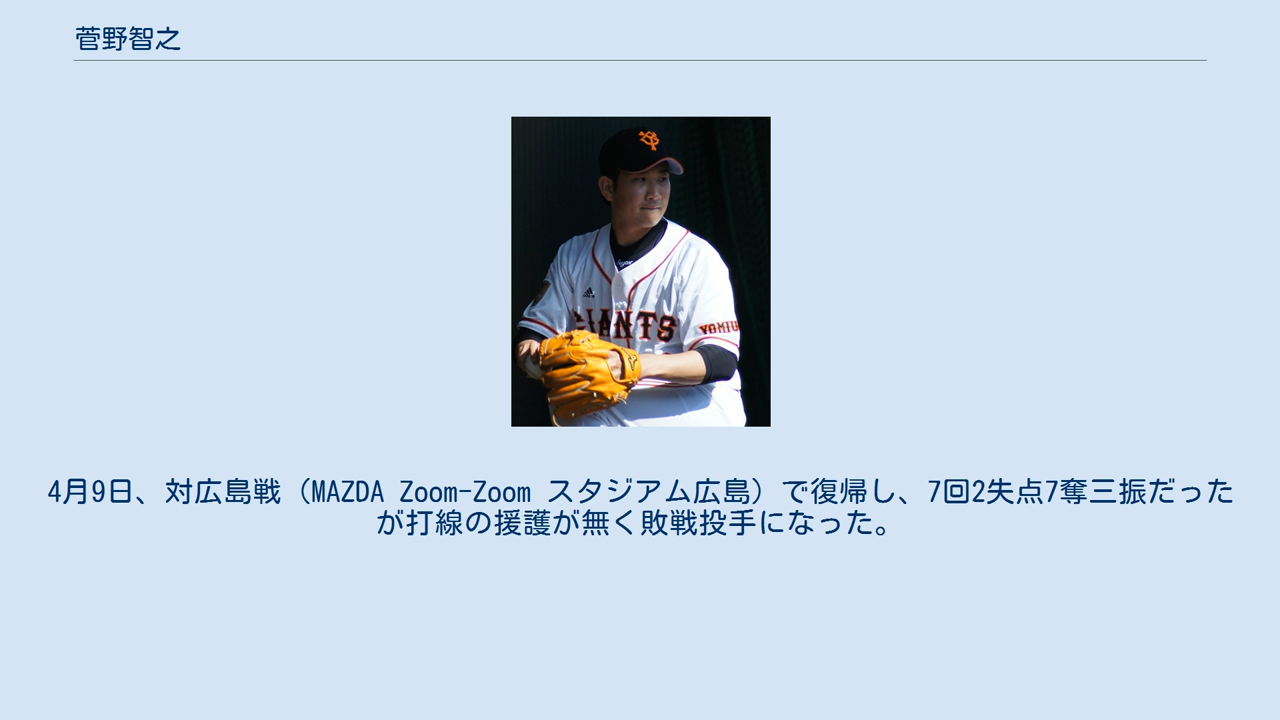 菅野智之
GIANTS
YOMIU
4月9日、対広島戦（MAZDA Zoom-Zoom スタジアム広島）で復帰し、7回2失点7奪三振だった
が打線の援護が無く敗戦投手になった。